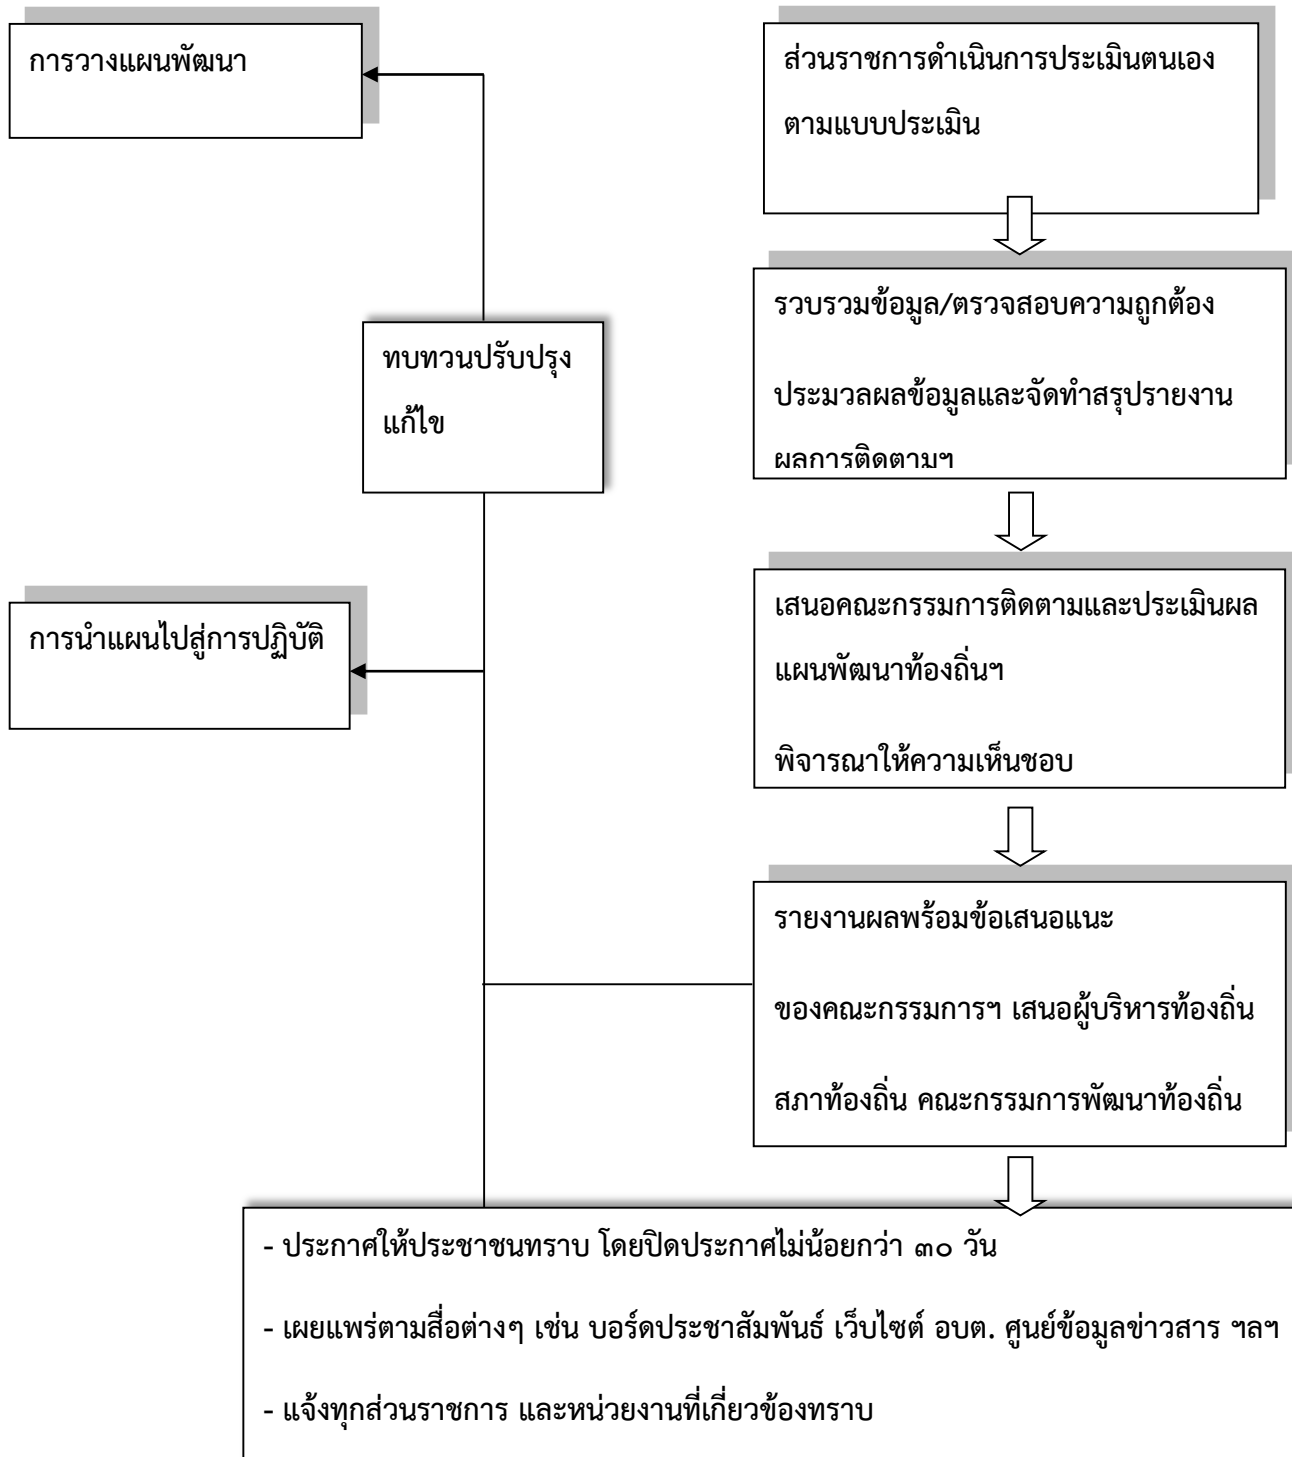 การวางแผนพัฒนา
ส่วนราชการดำเนินการประเมินตนเอง
ตามแบบประเมิน
รวบรวมข้อมูล/ตรวจสอบความถูกต้อง
ประมวลผลข้อมูลและจัดทำสรุปรายงาน
ผลการติดตามฯ
ทบทวนปรับปรุง
แก้ไข
การนำแผนไปสู่การปฏิบัติ
เสนอคณะกรรมการติดตามและประเมินผล
แผนพัฒนาท้องถิ่นฯ
พิจารณาให้ความเห็นชอบ
รายงานผลพร้อมข้อเสนอแนะ
ของคณะกรรมการฯ เสนอผู้บริหารท้องถิ่น
สภาท้องถิ่น คณะกรรมการพัฒนาท้องถิ่น
- ประกาศให้ประชาชนทราบ โดยปิดประกาศไม่น้อยกว่า ๓๐ วัน
- เผยแพร่ตามสื่อต่างๆ เช่น บอร์ดประชาสัมพันธ์ เว็บไซต์ อบต. ศูนย์ข้อมูลข่าวสาร ฯลฯ
- แจ้งทุกส่วนราชการ และหน่วยงานที่เกี่ยวข้องทราบ